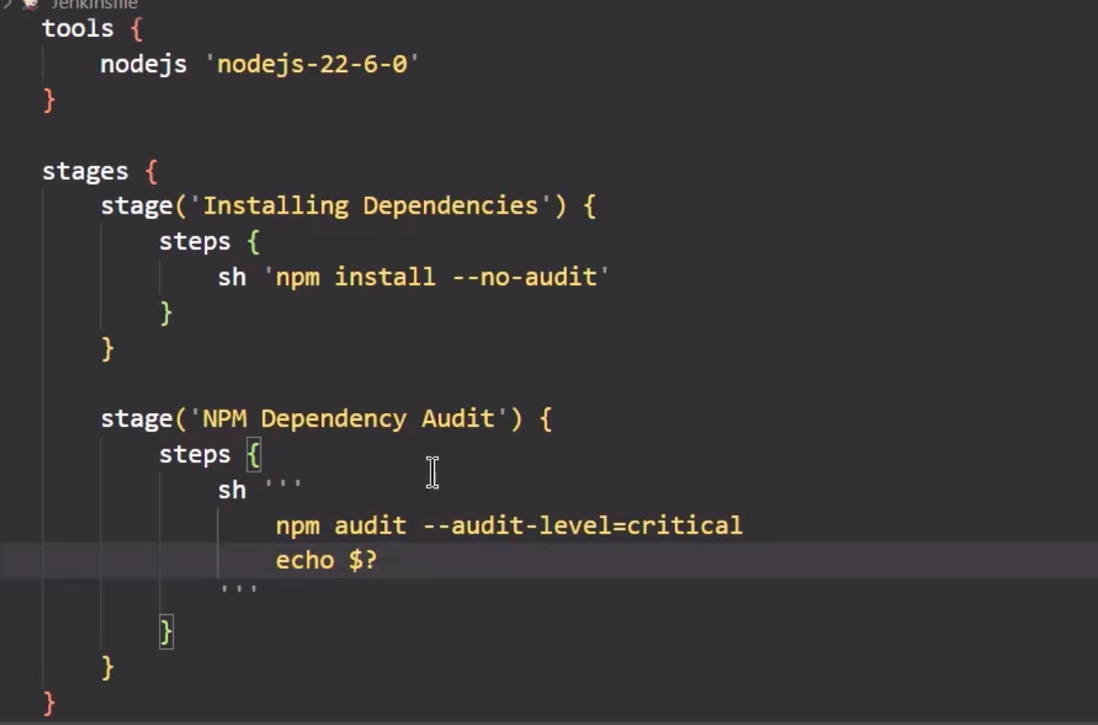 Jenkinsfile
tools {
nodejs 'nodejs-22-6-0'
}
stages {
stage('Installing Dependencies') {
steps {
sh 'npm install --no-audit'
}
}
stage('NPM Dependency Audit') {
steps {
sh '''
npm audit --audit-level=critical
echo $?
'''
}
}
}